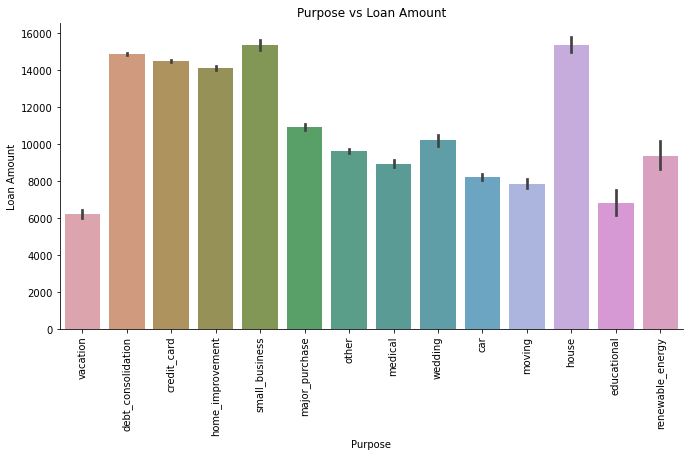 Purpose vs Loan Amount
Loan Amount
16000
14000
12000
10000
8000
6000
4000
2000
0
vacation
debt_consolidation
credit_card
home_improvement
small_business
major_purchase
other
medical
wedding
car
moving
house
educational
renewable_energy
Purpose